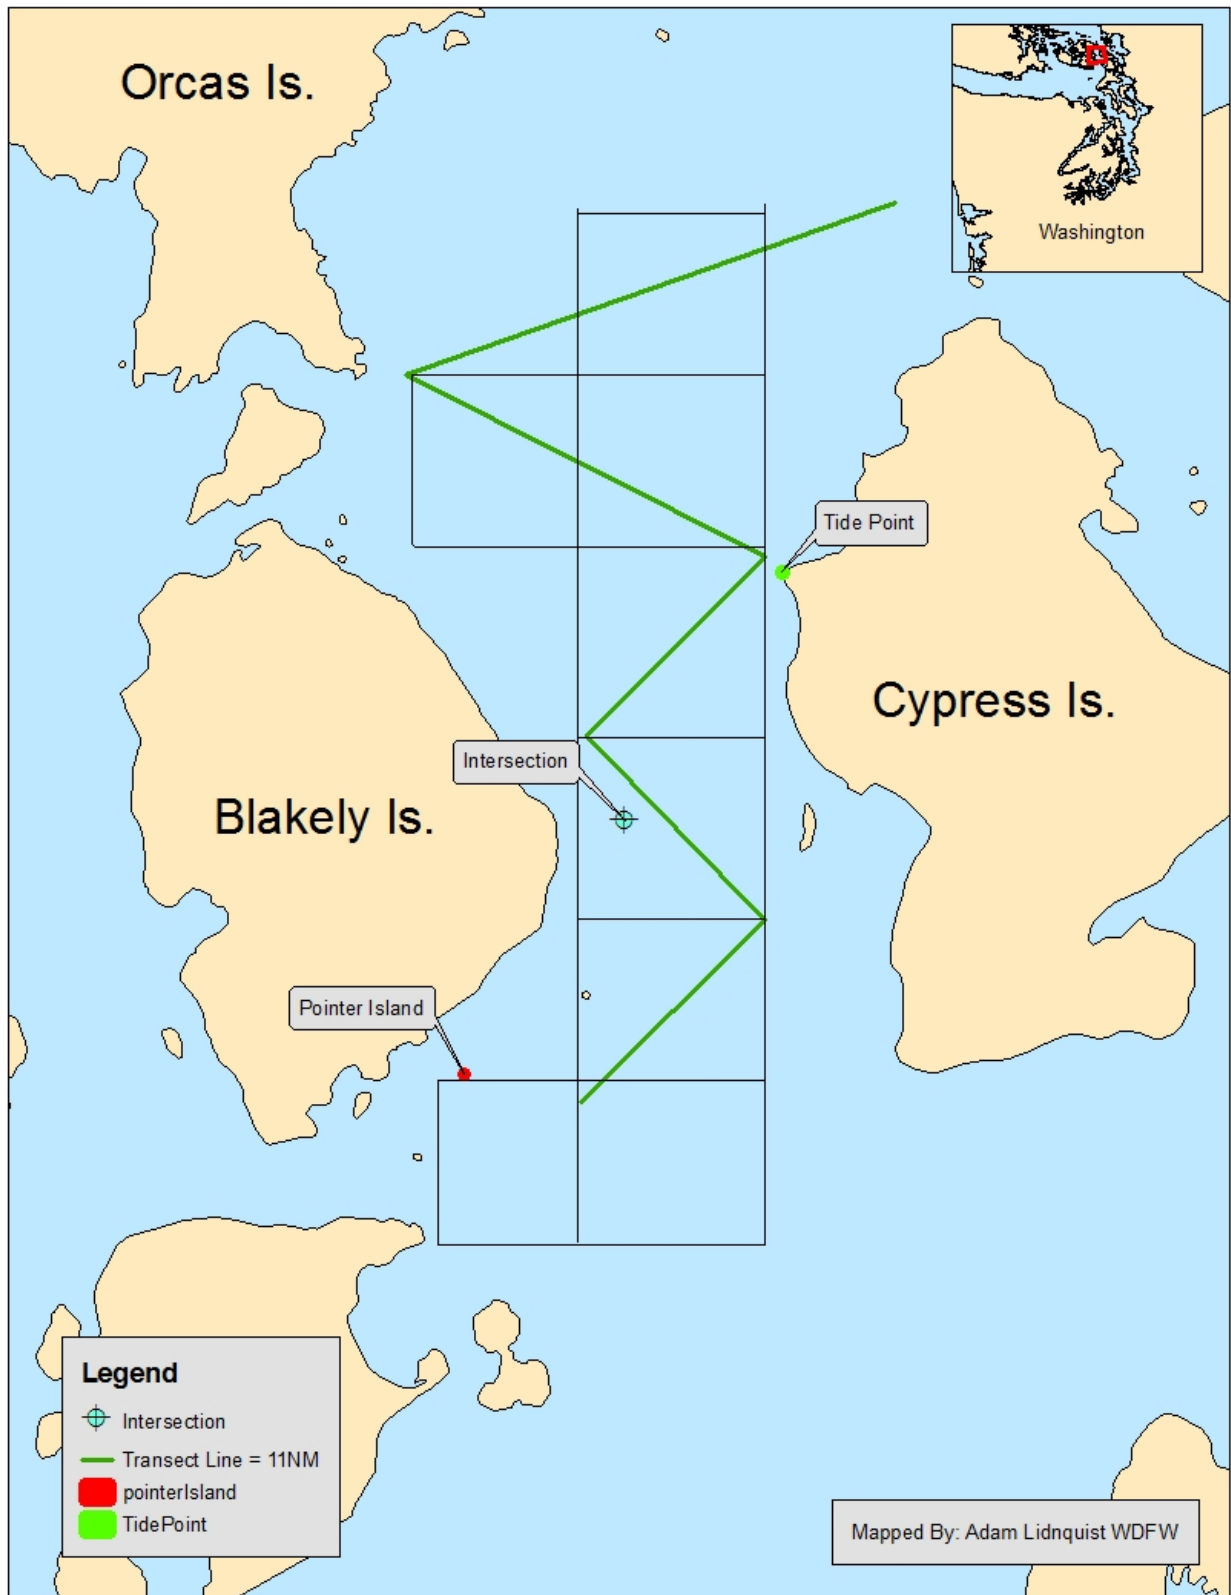 Orcas Is.
Washington
Tide Point
Cypress Is.
Intersection
Blakely Is.
Pointer Island
Legend
Intersection
Transect Line = 11NM
pointerIsland
TidePoint
Mapped By: Adam Lidnquist WDFW